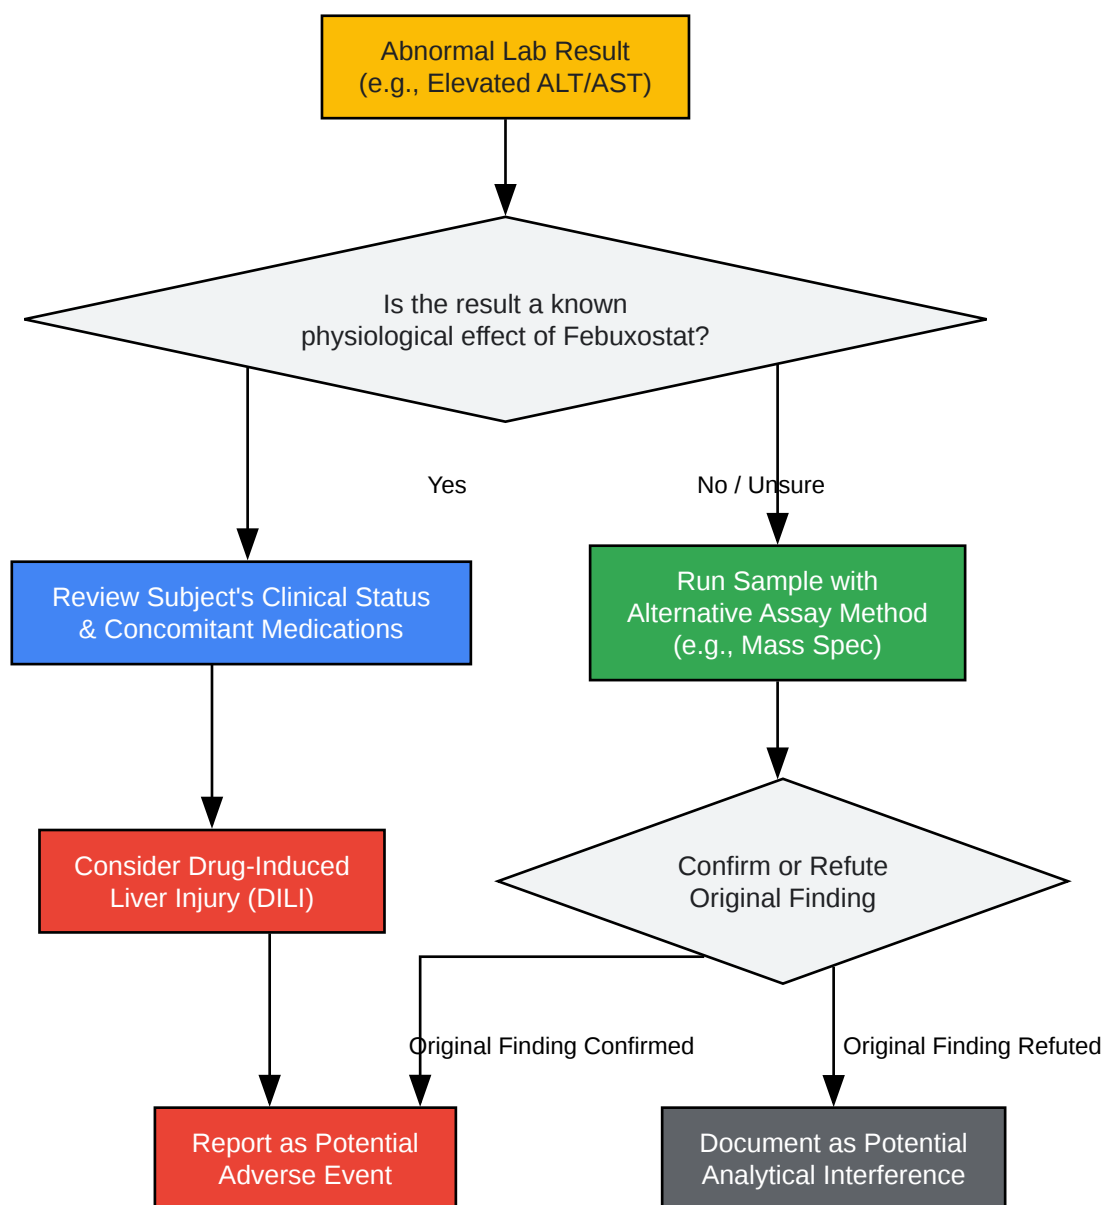 Abnormal Lab Result
(e.g., Elevated ALT/AST)
Is the result a known
physiological effect of Febuxostat?
Yes
No / Unsure
Review Subject's Clinical Status
& Concomitant Medications
Run Sample with
Alternative Assay Method
(e.g., Mass Spec)
Consider Drug-Induced
Liver Injury (DILI)
Confirm or Refute
Original Finding
Original Finding Confirmed
Original Finding Refuted
Report as Potential
Adverse Event
Document as Potential
Analytical Interference